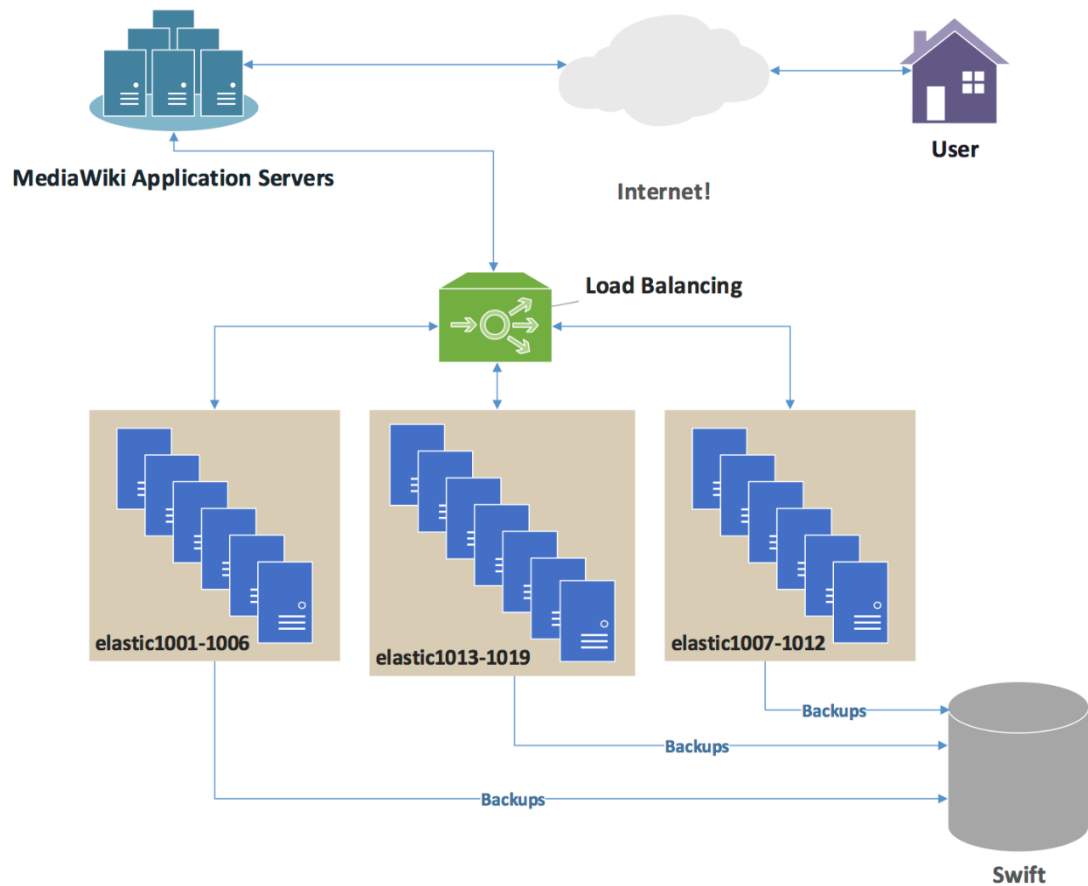 User
MediaWiki Application Servers
Internet!
Load Balancing
elastic1001-1006
elastic1013-1019
elastic1007-1012
Backups
Backups
Backups
Swift